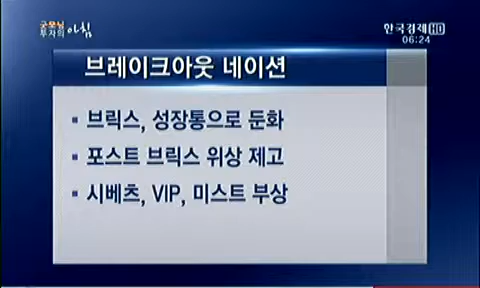 굿모닝
투자의 아침
한국경제HD
06:24
브레이크아웃 네이션
▪ 브릭스, 성장통으로 둔화
▪ 포스트 브릭스 위상 제고
▪ 시베츠, VIP, 미스트 부상